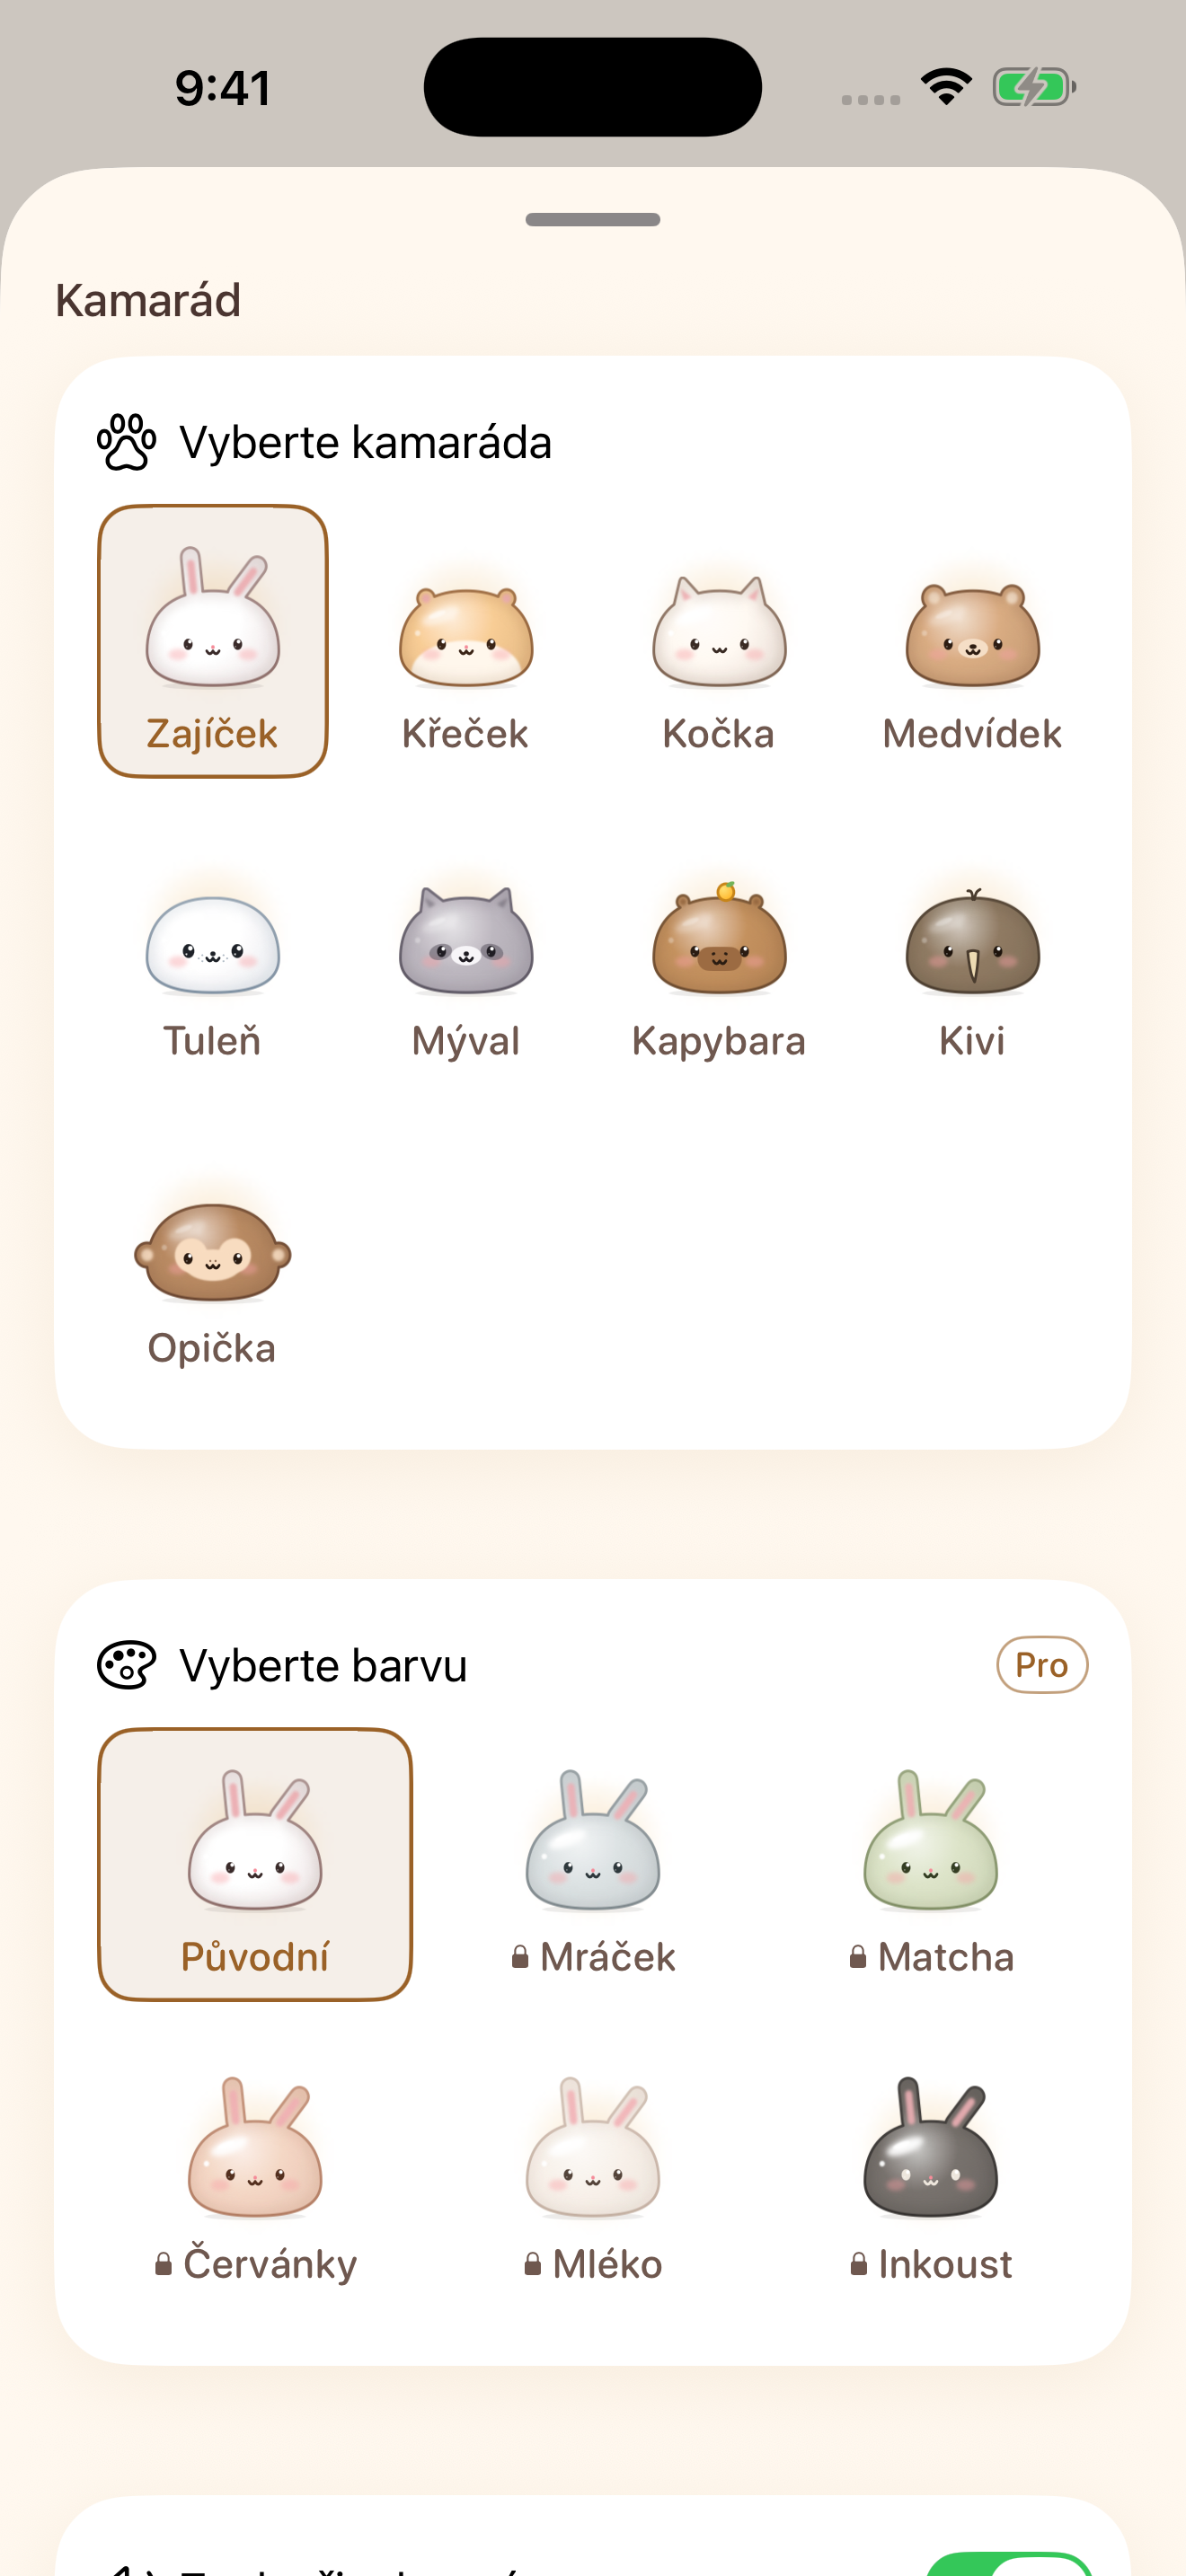 9:41
Kamarád
Vyberte kamaráda
Zajíček
Křeček
Kočka
Medvídek
Tuleň
Mýval
Kapybara
Kivi
Opička
Vyberte barvu
Pro
Původní
Mráček
Matcha
Červánky
Mléko
Inkoust